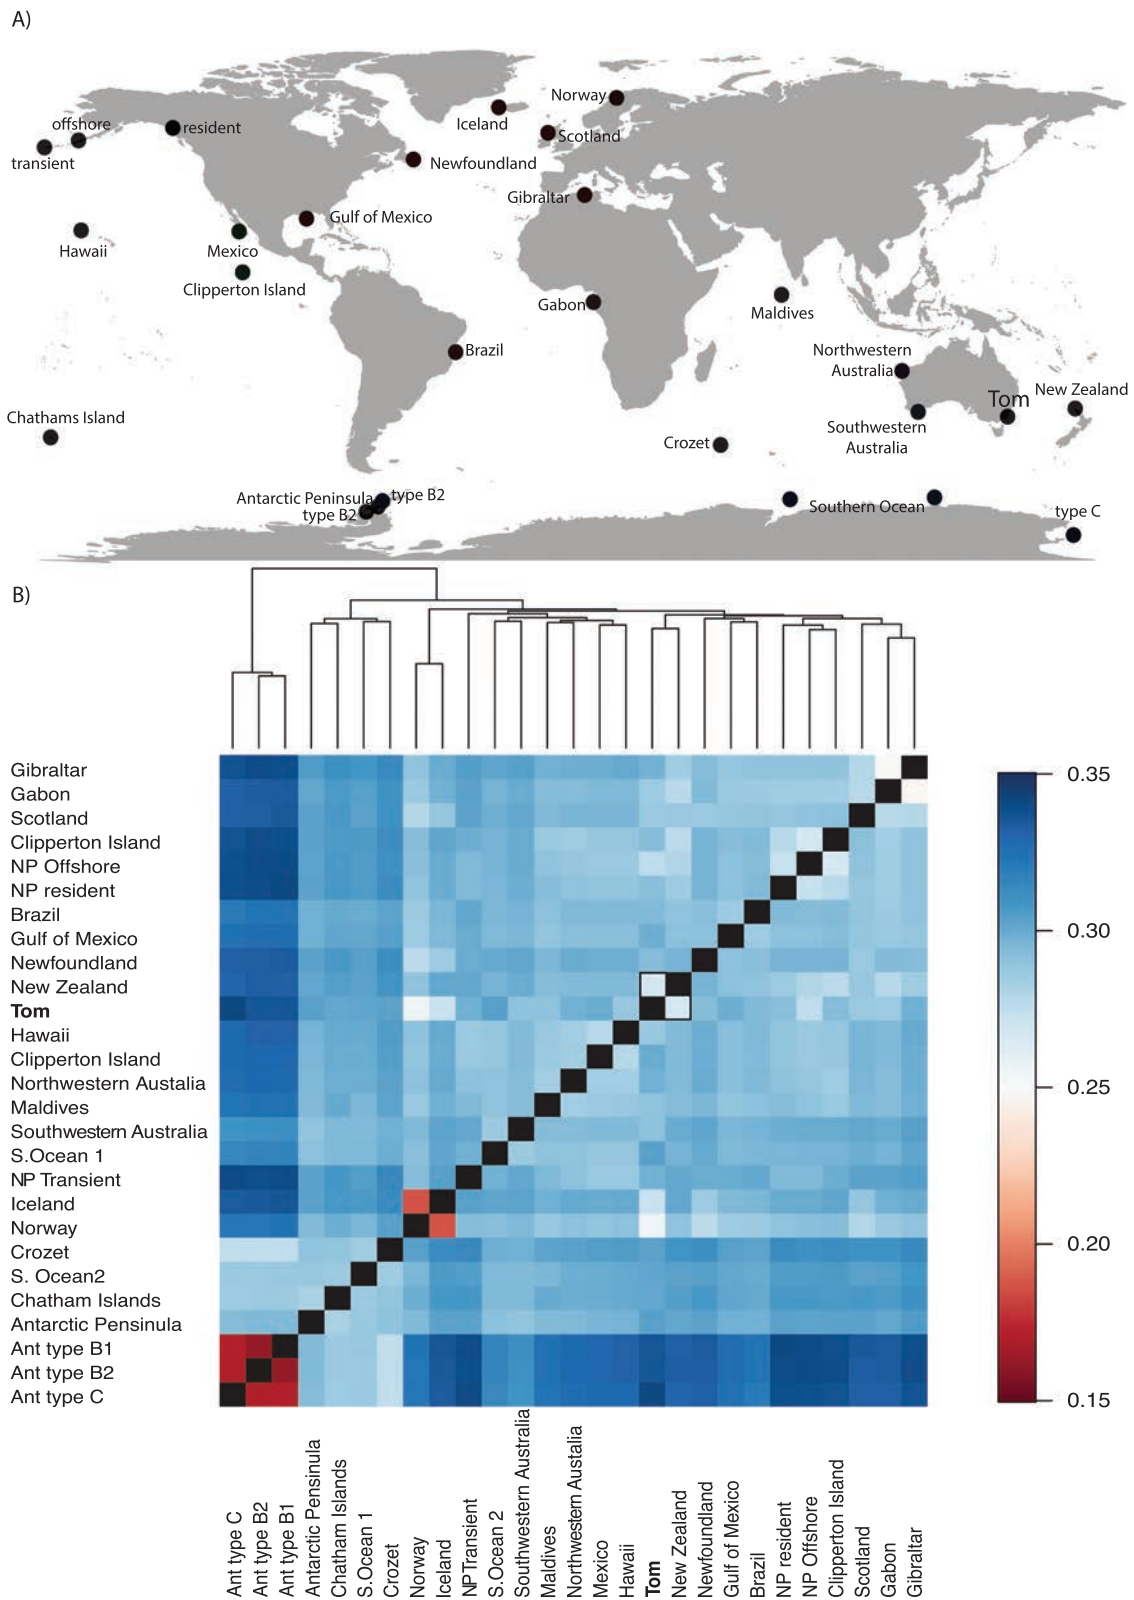 A)
Norway
Iceland
offshore
resident
Scotland
transient
Newfoundland
Gibraltar
Gulf of Mexico
Hawaii
Mexico
Clipperton Island
Gabon
Maldives
Brazil
Northwestern
Australia
New Zealand
Tom
Chathams Island
Southwestern
Australia
Crozet
Antarctic Peninsula
type B2
type B2
Southern Ocean
type C
B)
Gibraltar
Gabon
Scotland
Clipperton Island
NP Offshore
NP resident
Brazil
Gulf of Mexico
Newfoundland
New Zealand
Tom
Hawaii
Clipperton Island
Northwestern Austalia
Maldives
Southwestern Australia
S.Ocean 1
NP Transient
Iceland
Norway
Crozet
S. Ocean2
Chatham Islands
Antarctic Pensinula
Ant type B1
Ant type B2
Ant type C
0.35
0.30
0.25
0.20
0.15
Ant type C
Ant type B2
Ant type B1
Antarctic Pensinula
Chatham Islands
S.Ocean 1
Crozet
Norway
Iceland
NP Transient
S.Ocean 2
Southwestern Australia
Maldives
Northwestern Austalia
Mexico
Hawaii
Tom
New Zealand
Newfoundland
Gulf of Mexico
Brazil
NP resident
NP Offshore
Clipperton Island
Scotland
Gabon
Gibraltar